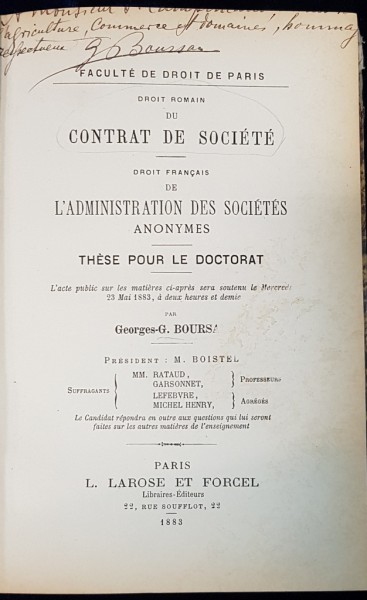 Monsieur
agriculture, Commerce et domaines, hommage
respectueux G Boursan
FACULTÉ DE DROIT DE PARIS
DROIT ROMAIN
DU
CONTRAT DE SOCIÉTÉ
DROIT FRANÇAIS
DE
L'ADMINISTRATION DES SOCIÉTÉS
ANONYMES
THÈSE POUR LE DOCTORAT
L'acte public sur les matières ci-après sera soutenu le Mercredi
23 Mai 1883, à deux heures et demie
PAR
Georges-G. BOURSA
PRÉSIDENT : M. BOISTEL
SUFFRAGANTS
MM. RATAUD,
GARSONNET,
PROFESSEURS
LEFEBVRE,
MICHEL HENRY,
AGRÉGÉS
Le Candidat répondra en outre aux questions qui lui seront
faites sur les autres matières de l'enseignement
PARIS
L. LAROSE ET FORCEL
Libraires-Éditeurs
22, RUE SOUFFLOT, 22
1883